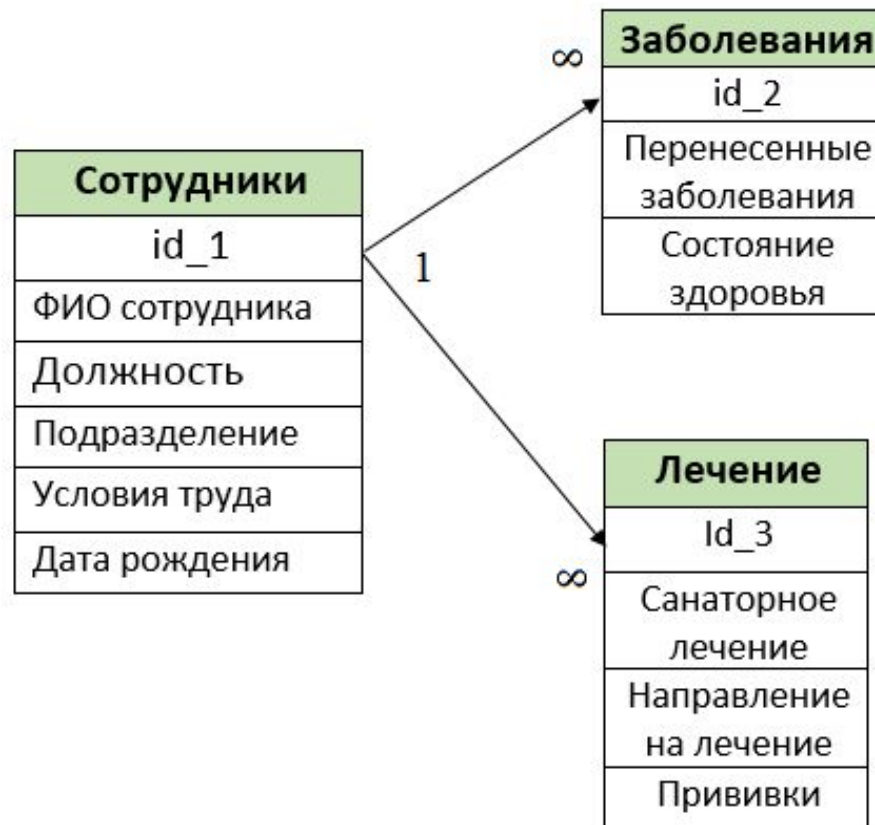 Сотрудники
id_1
ФИО сотрудника
Должность
Подразделение
Условия труда
Дата рождения
1
∞
Заболевания
id_2
Перенесенные
заболевания
Состояние
здоровья
∞
Лечение
Id_3
Санаторное
лечение
Направление
на лечение
Прививки